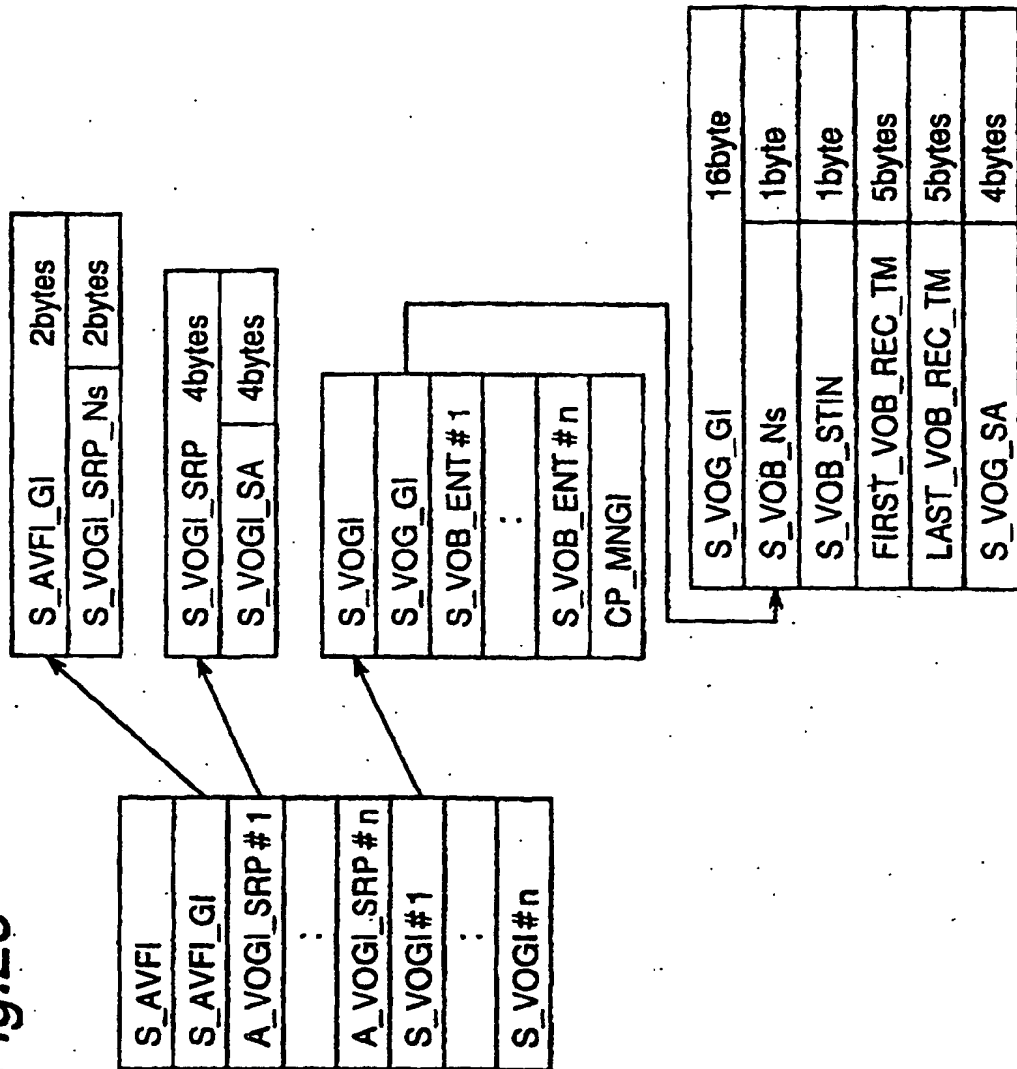 S_AVFI
S_AVFI_GI
A_VOGI_SRP#1
:
A_VOGI_SRP#n
S_VOGI#1
:
S_VOGI#n
S_AVFI_GI 2bytes
S_VOGI_SRP_Ns 2bytes
S_VOGI_SRP 4bytes
S_VOGI_SA 4bytes
S_VOGI
S_VOG_GI
S_VOB_ENT#1
:
S_VOB_ENT#n
CP_MNGI
S_VOG_GI 16byte
S_VOB_Ns 1byte
S_VOB_STIN 1byte
FIRST_VOB_REC_TM 5bytes
LAST_VOB_REC_TM 5bytes
S_VOG_SA 4bytes